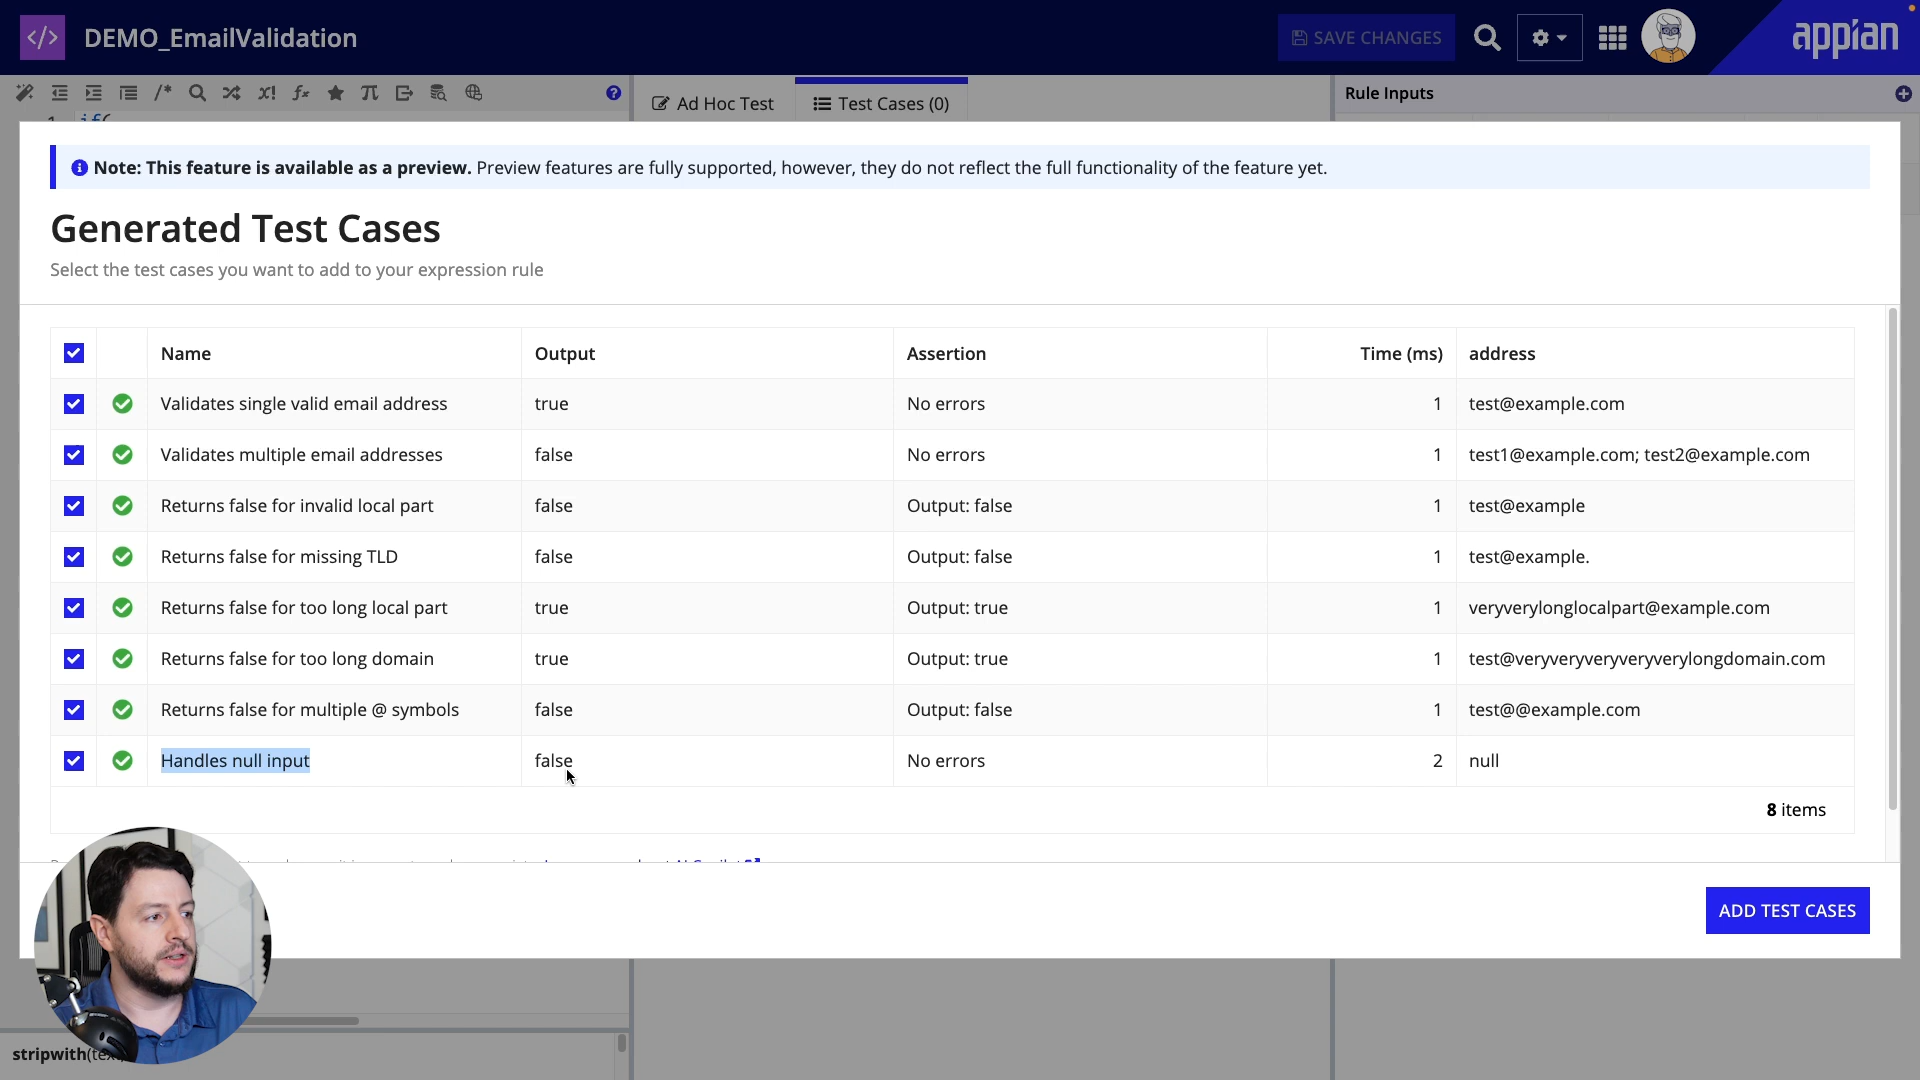 </> DEMO_EmailValidation
SAVE CHANGES
appian
Ad Hoc Test
Test Cases (0)
Rule Inputs
Note: This feature is available as a preview. Preview features are fully supported, however, they do not reflect the full functionality of the feature yet.
Generated Test Cases
Select the test cases you want to add to your expression rule
Name Output Assertion Time (ms) address
Validates single valid email address true No errors 1 test@example.com
Validates multiple email addresses false No errors 1 test1@example.com; test2@example.com
Returns false for invalid local part false Output: false 1 test@example
Returns false for missing TLD false Output: false 1 test@example.
Returns false for too long local part true Output: true 1 veryverylonglocalpart@example.com
Returns false for too long domain true Output: true 1 test@veryveryveryveryverylongdomain.com
Returns false for multiple @ symbols false Output: false 1 test@@example.com
Handles null input false No errors 2 null
8 items
ADD TEST CASES
stripwith(